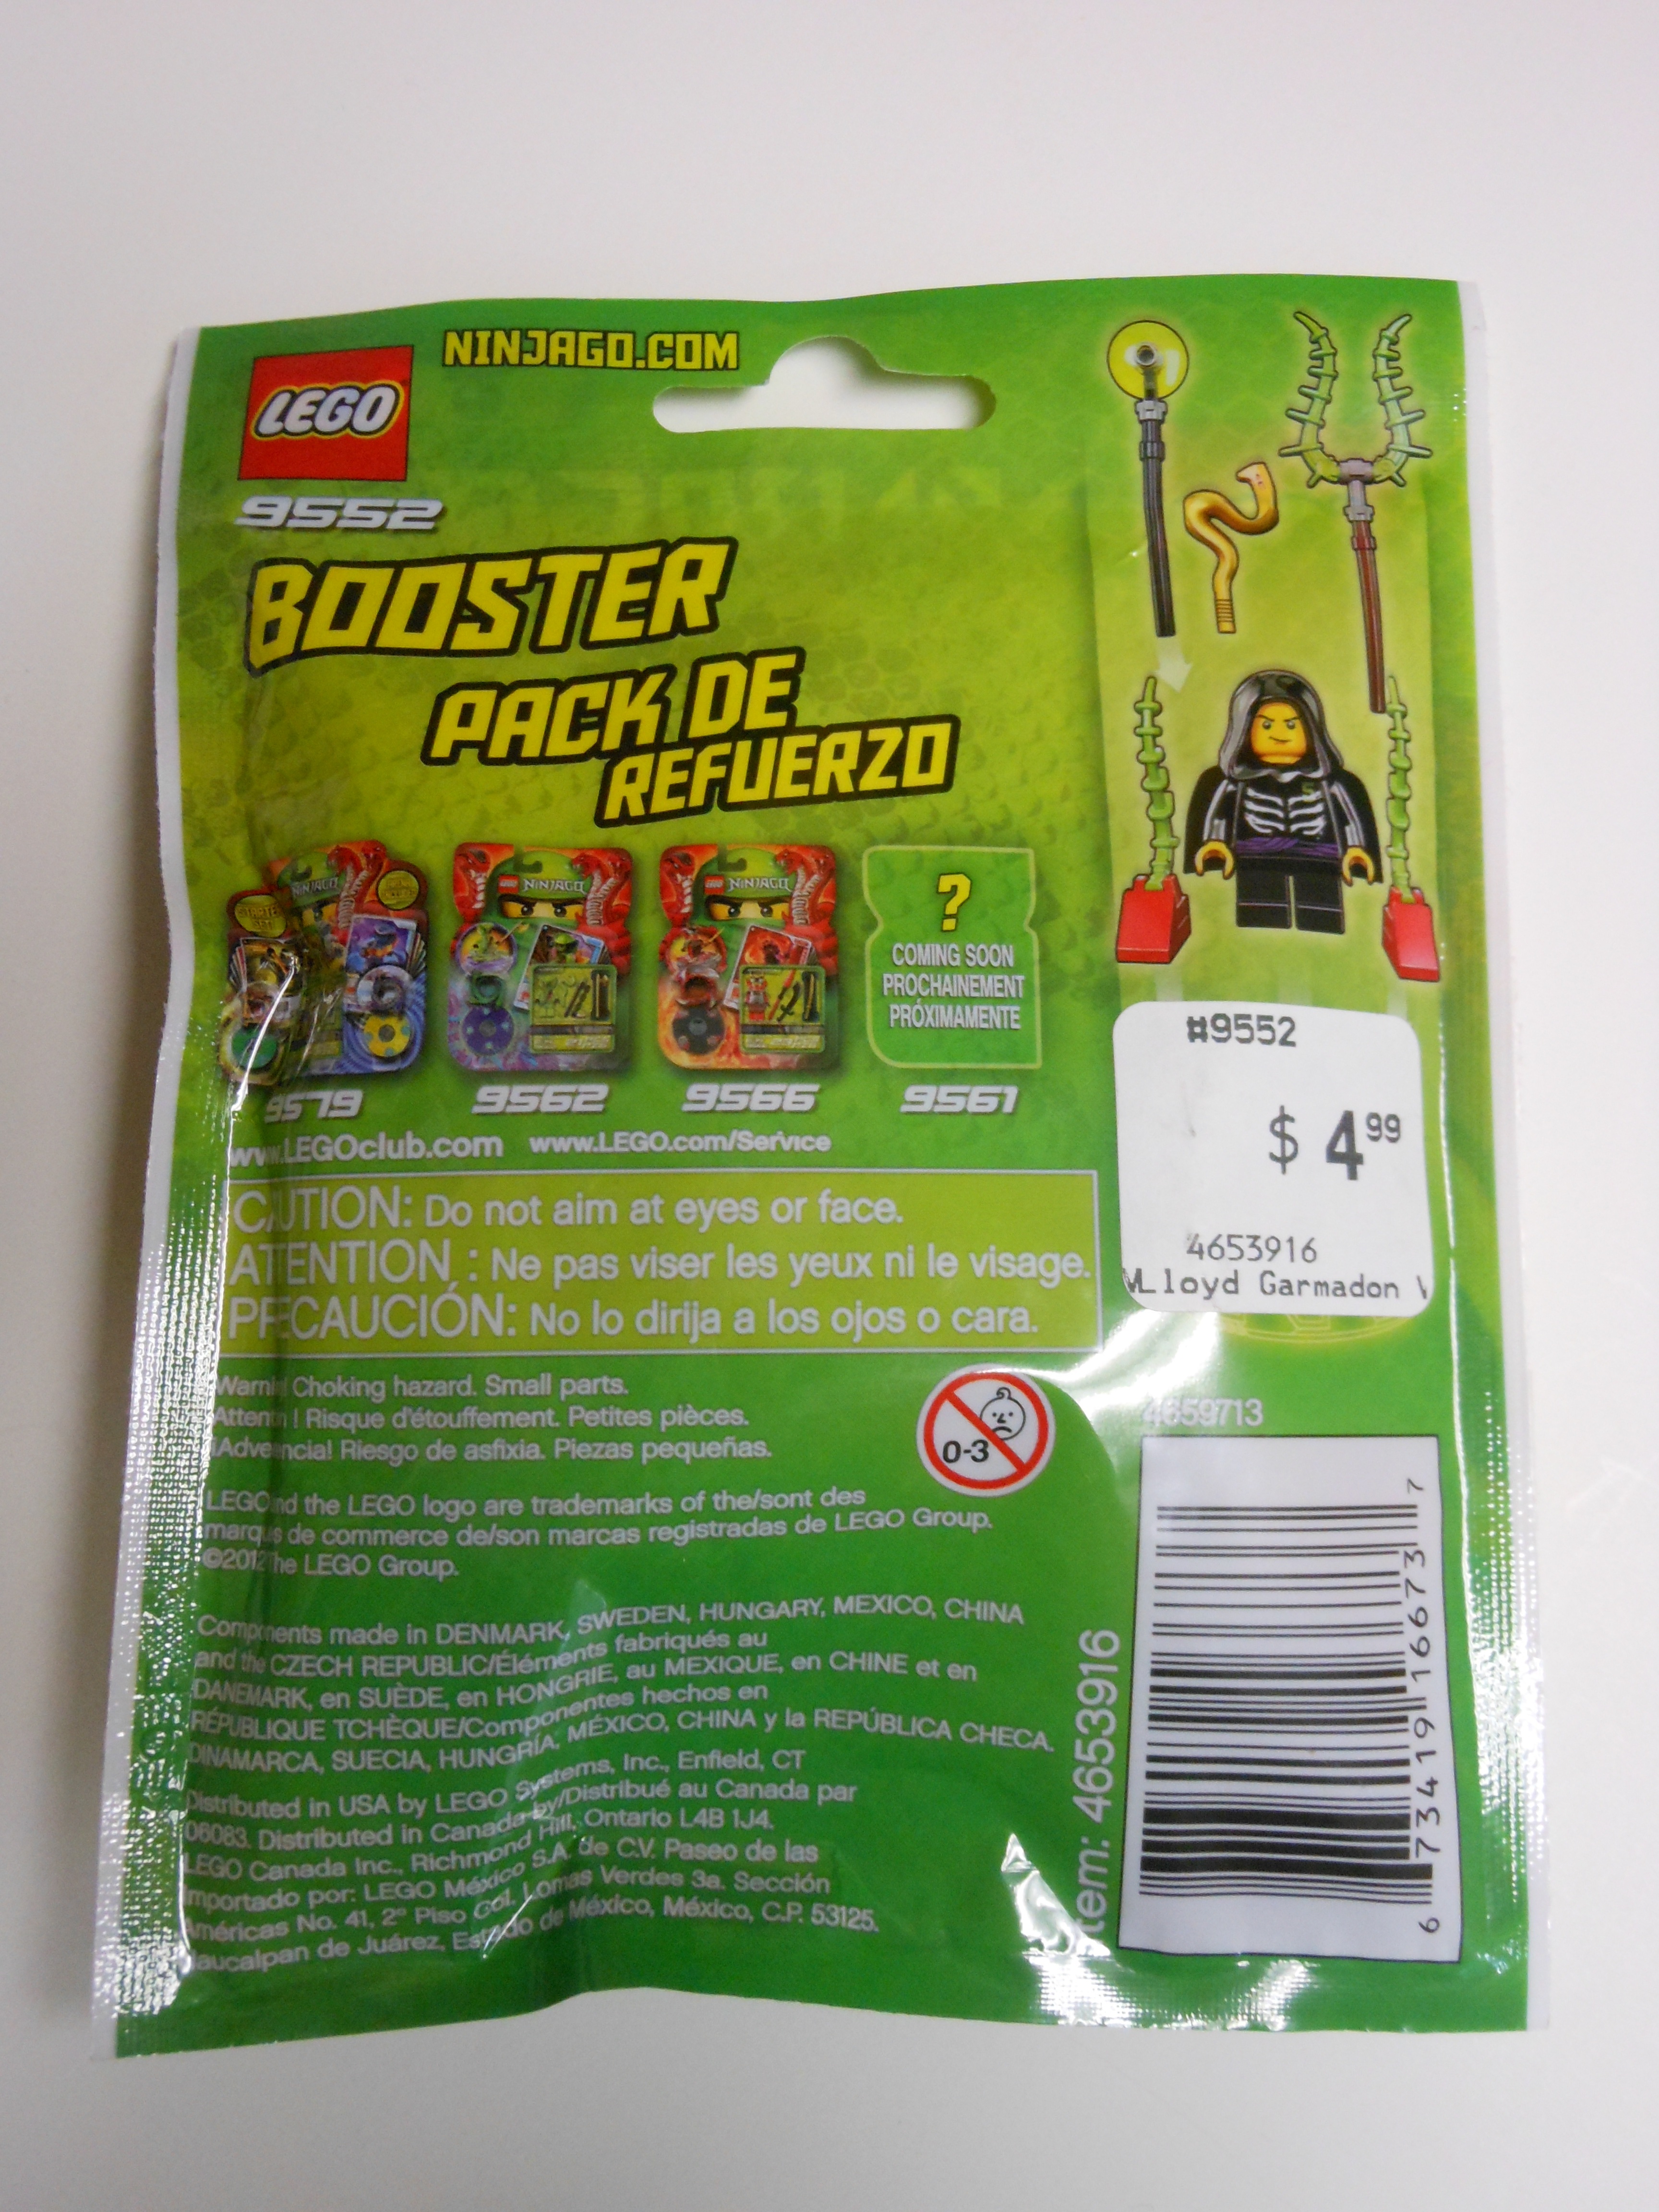 NINJAGO.COM
LEGO
9552
BOOSTER
PACK DE
REFUERZO
NINJAGO
NINJAGO
NINJAGO
?
COMING SOON
PROCHAINEMENT
PRÓXIMAMENTE
9579
9562
9566
9561
www.LEGOclub.com www.LEGO.com/Service
CAUTION: Do not aim at eyes or face.
ATTENTION : Ne pas viser les yeux ni le visage.
PRECAUCIÓN: No lo dirija a los ojos o cara.
Choking hazard. Small parts.
! Risque d'étouffement. Petites pièces.
Riesgo de asfixia. Piezas pequeñas.
0-3
LEGO and the LEGO logo are trademarks of the/sont des
marques de commerce de/son marcas registradas de LEGO Group.
©2012 The LEGO Group.
Components made in DENMARK, SWEDEN, HUNGARY, MEXICO, CHINA
and the CZECH REPUBLIC/Éléments fabriqués au
DANEMARK, en SUÈDE, en HONGRIE, au MEXIQUE, en CHINE et en
RÉPUBLIQUE TCHÈQUE/Componentes hechos en
DINAMARCA, SUECIA, HUNGRÍA, MÉXICO, CHINA y la REPÚBLICA CHECA.
Distributed in USA by LEGO Systems, Inc., Enfield, CT
06083. Distributed in Canada by/Distribué au Canada par
LEGO Canada Inc., Richmond Hill, Ontario L4B 1J4.
Importado por: LEGO México S.A. de C.V. Paseo de las
Américas No. 41, 2º Piso Col. Lomas Verdes 3a. Sección
Naucalpan de Juárez, Estado de México, México, C.P. 53125.
#9552
$ 4 99
4653916
Lloyd Garmadon
4659713
Item: 4653916
6 73419 16673 7